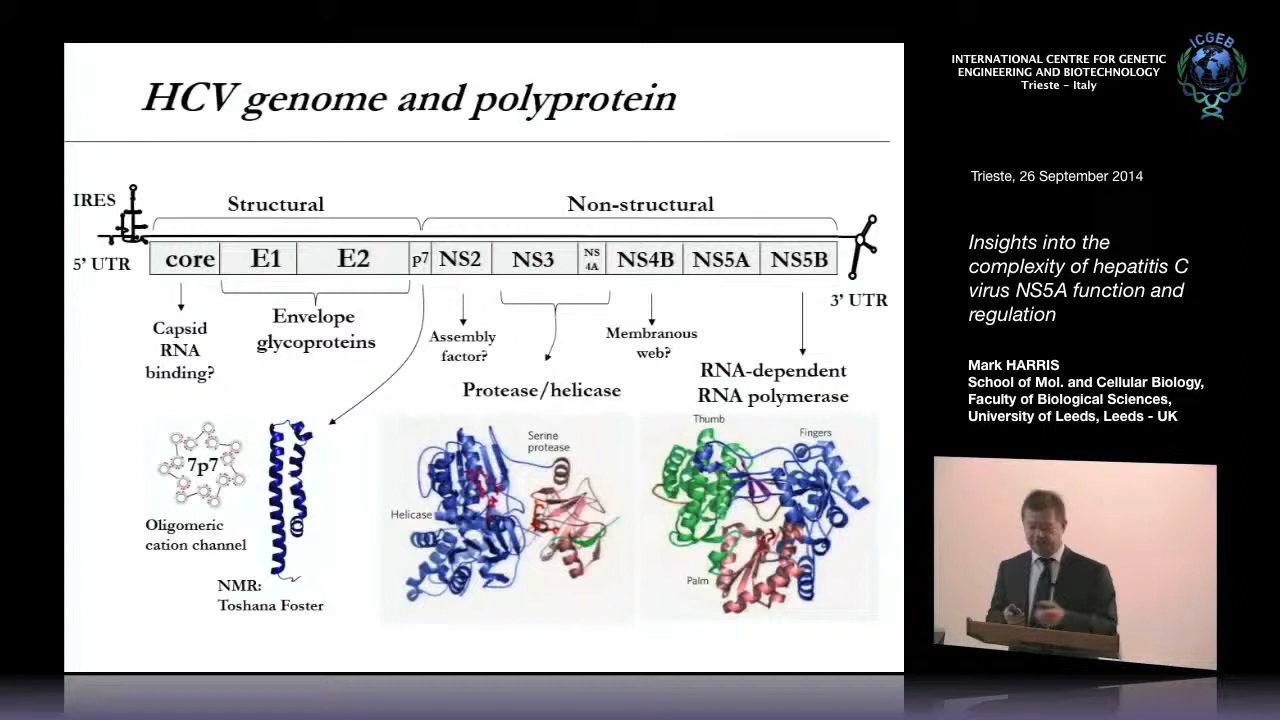 HCV genome and polyprotein
IRES
Structural
Non-structural
5' UTR
core
E1
E2
p7
NS2
NS3
NS
4A
NS4B
NS5A
NS5B
3' UTR
Capsid
RNA
binding?
Envelope
glycoproteins
Assembly
factor?
Protease/helicase
Membranous
web?
RNA-dependent
RNA polymerase
7p7
Oligomeric
cation channel
NMR:
Toshana Foster
Serine
protease
Helicase
Thumb
Fingers
Palm
INTERNATIONAL CENTRE FOR GENETIC
ENGINEERING AND BIOTECHNOLOGY
Trieste - Italy
ICGEB
Trieste, 26 September 2014
Insights into the
complexity of hepatitis C
virus NS5A function and
regulation
Mark HARRIS
School of Mol. and Cellular Biology,
Faculty of Biological Sciences,
University of Leeds, Leeds - UK